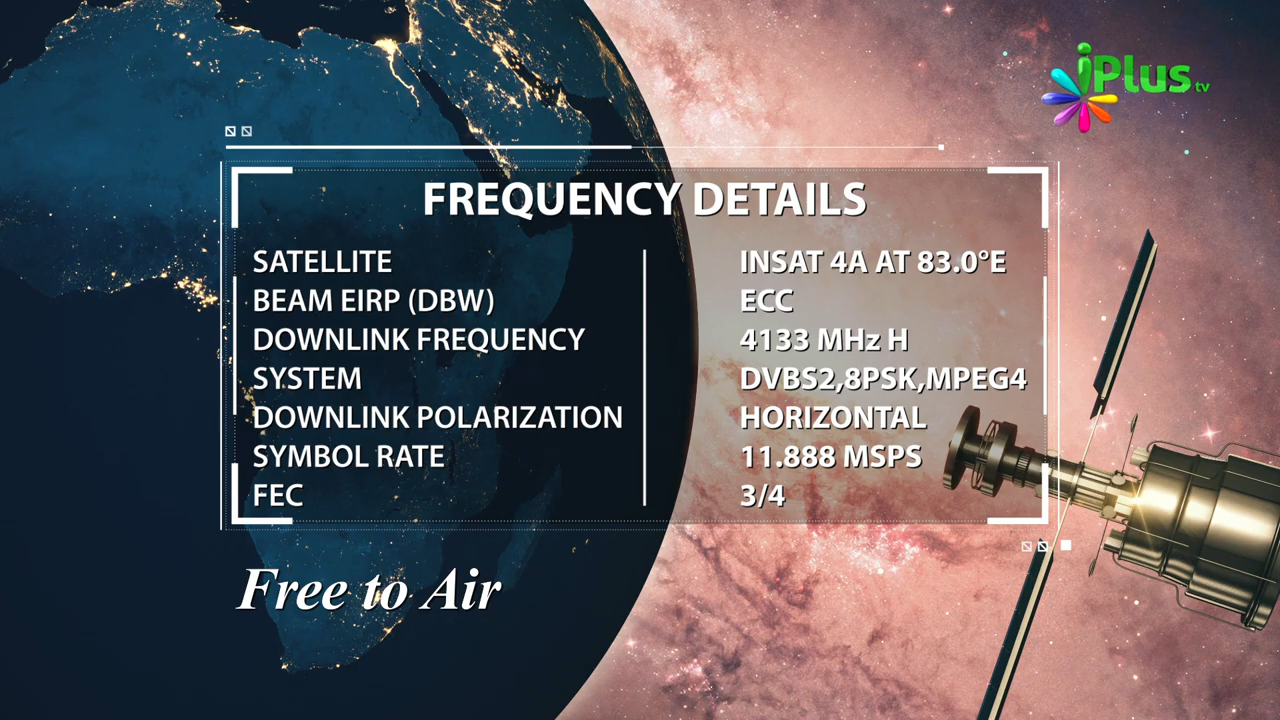 iPlus tv
FREQUENCY DETAILS
SATELLITE INSAT 4A AT 83.0°E
BEAM EIRP (DBW) ECC
DOWNLINK FREQUENCY 4133 MHz H
SYSTEM DVBS2,8PSK,MPEG4
DOWNLINK POLARIZATION HORIZONTAL
SYMBOL RATE 11.888 MSPS
FEC 3/4
Free to Air